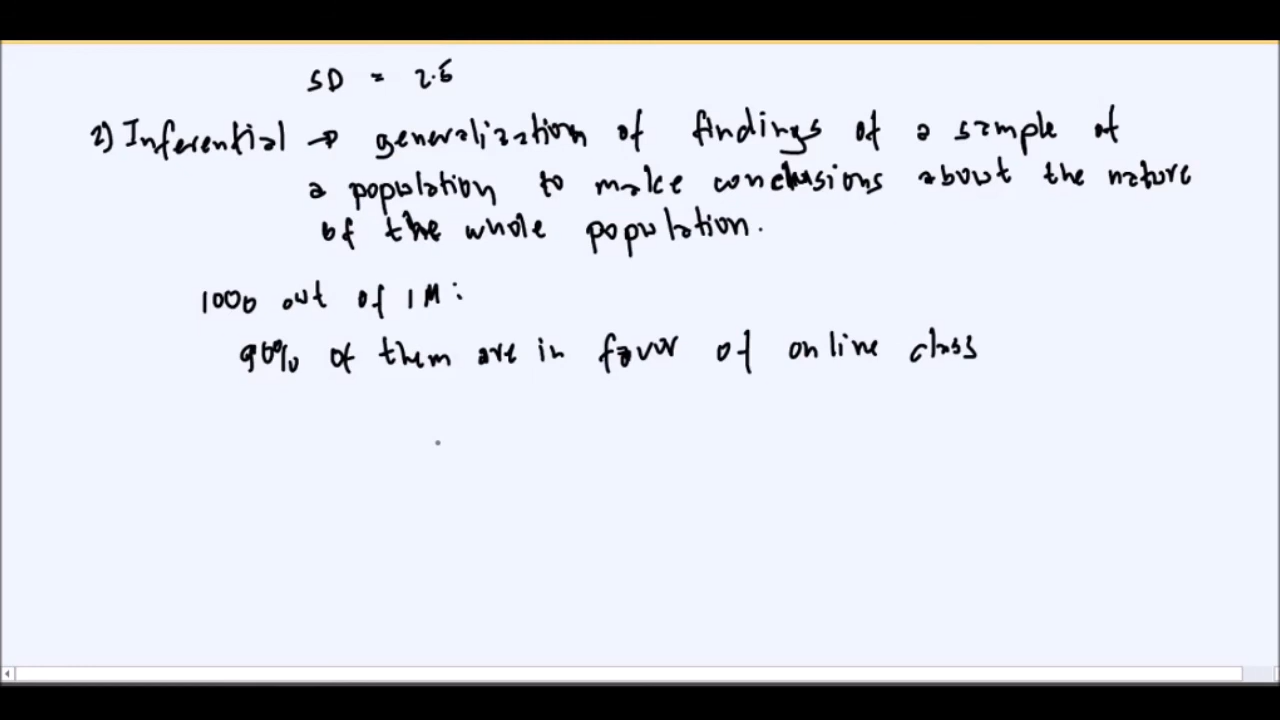 SD = 2.5
2) Inferential → generalization of findings of a sample of
a population to make conclusions about the nature
of the whole population.
1000 out of 1M:
90% of them are in favor of online class